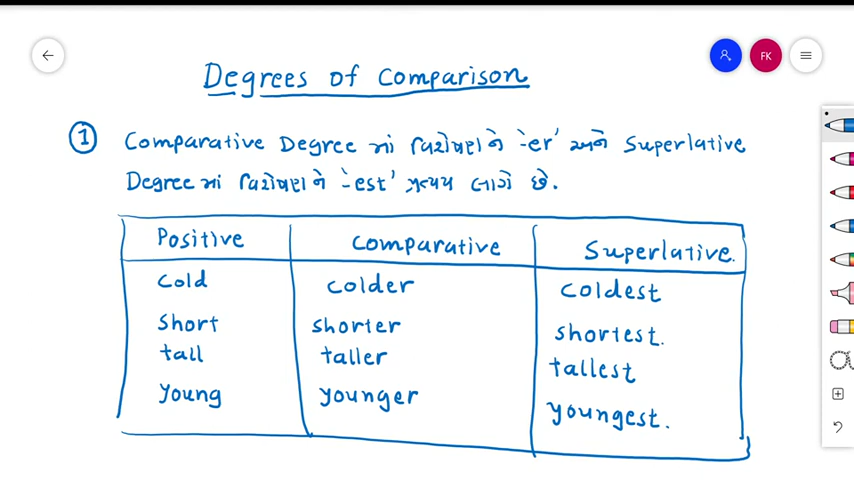 FK
Degrees of Comparison
① Comparative Degree માં વિશેષણને '-er' અને Superlative
Degree માં વિશેષણને '-est' પ્રત્યય લાગે છે.
Positive Comparative Superlative.
cold colder coldest
short shorter shortest.
tall taller tallest
young younger youngest.